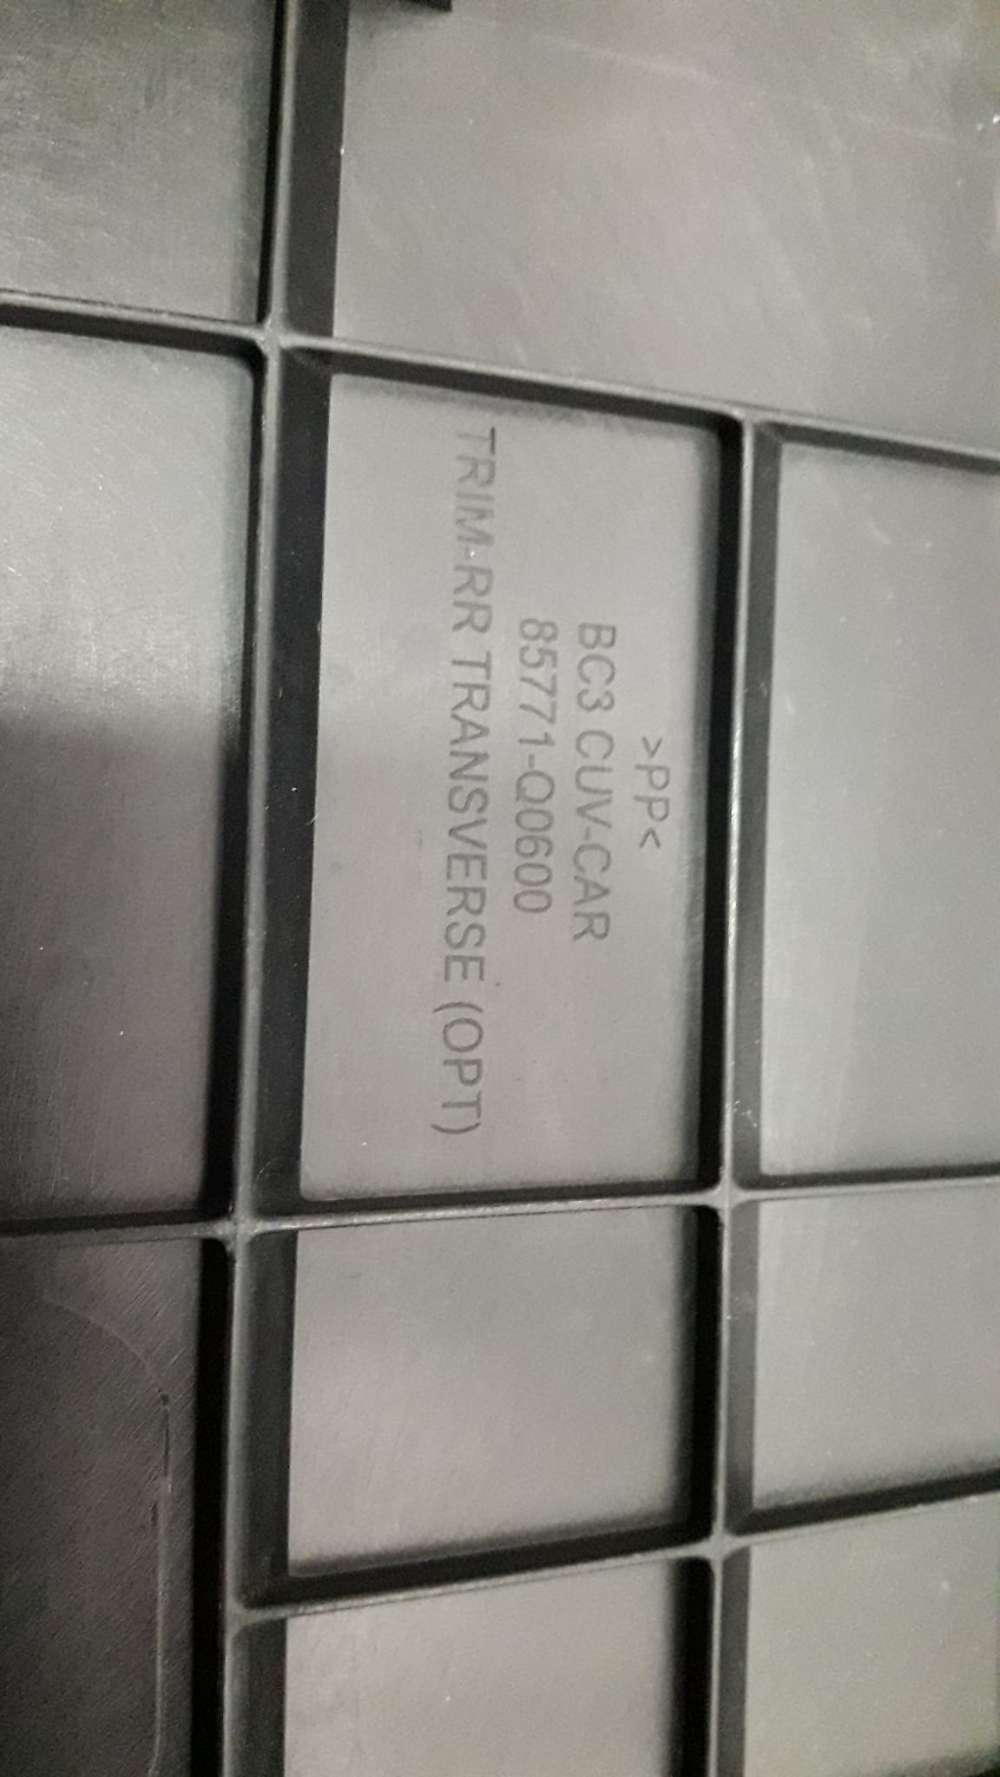 >PP<
BC3 CUV-CAR
85771-Q0600
TRIM-RR TRANSVERSE (OPT)